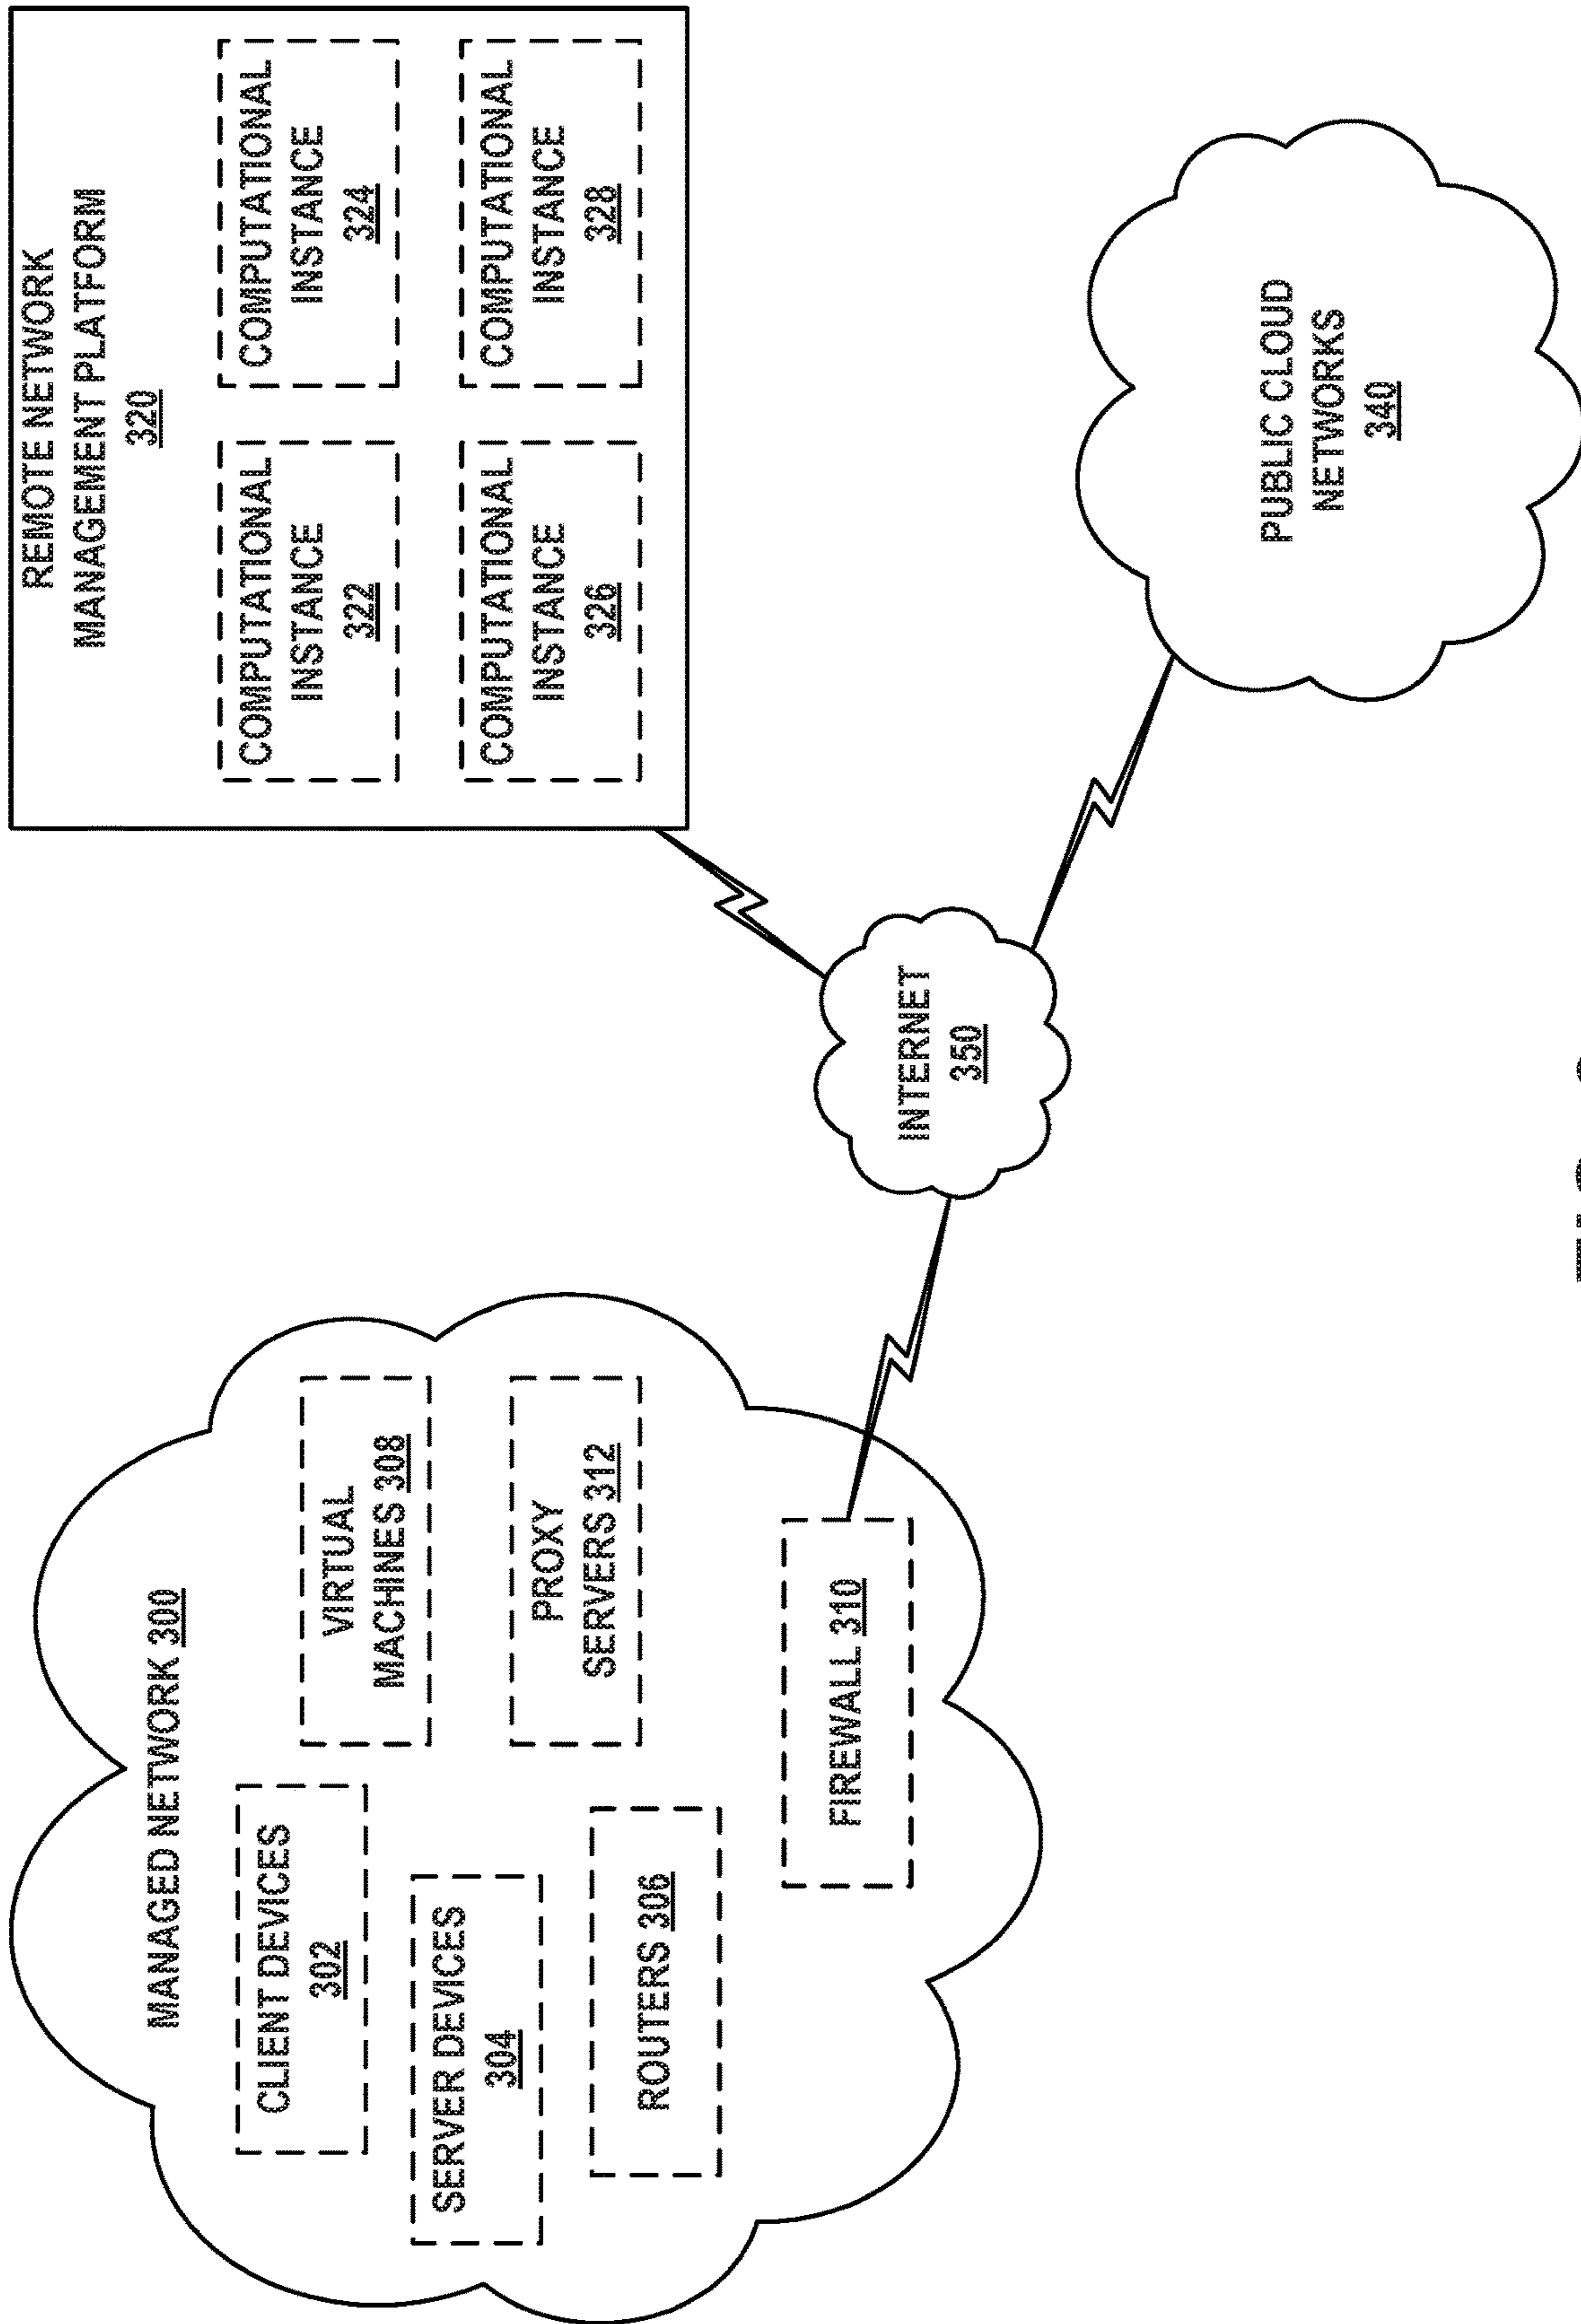 MANAGED NETWORK 300
CLIENT DEVICES
302
SERVER DEVICES
304
ROUTERS 306
VIRTUAL
MACHINES 308
PROXY
SERVERS 312
FIREWALL 310
INTERNET
350
REMOTE NETWORK
MANAGEMENT PLATFORM
320
COMPUTATIONAL
INSTANCE
322
COMPUTATIONAL
INSTANCE
324
COMPUTATIONAL
INSTANCE
326
COMPUTATIONAL
INSTANCE
328
PUBLIC CLOUD
NETWORKS
340